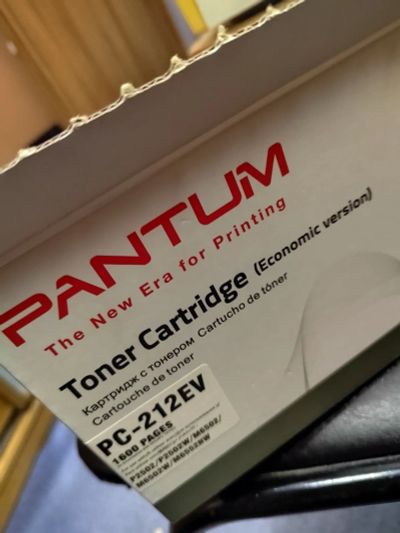 PANTUM
The New Era for Printing
Toner Cartridge (Economic version)
Картридж с тонером Cartucho de tóner
Cartouche de toner
PC-212EV
1600 PAGES
P2502/P2502W/M6502/
M6502W/M6552NW